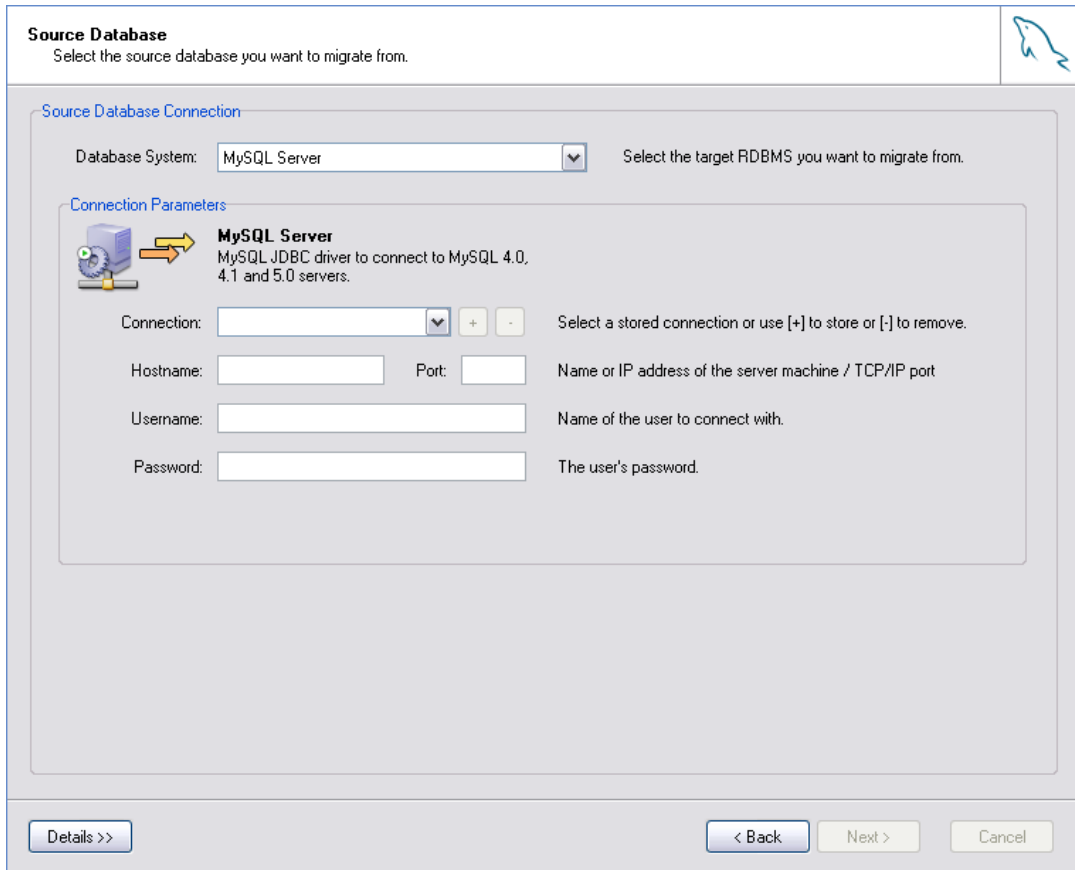 Source Database
Select the source database you want to migrate from.
Source Database Connection
Database System: MySQL Server Select the target RDBMS you want to migrate from.
Connection Parameters
MySQL Server
MySQL JDBC driver to connect to MySQL 4.0,
4.1 and 5.0 servers.
Connection: + - Select a stored connection or use [+] to store or [-] to remove.
Hostname: Port: Name or IP address of the server machine / TCP/IP port
Username: Name of the user to connect with.
Password: The user's password.
Details >> < Back Next > Cancel